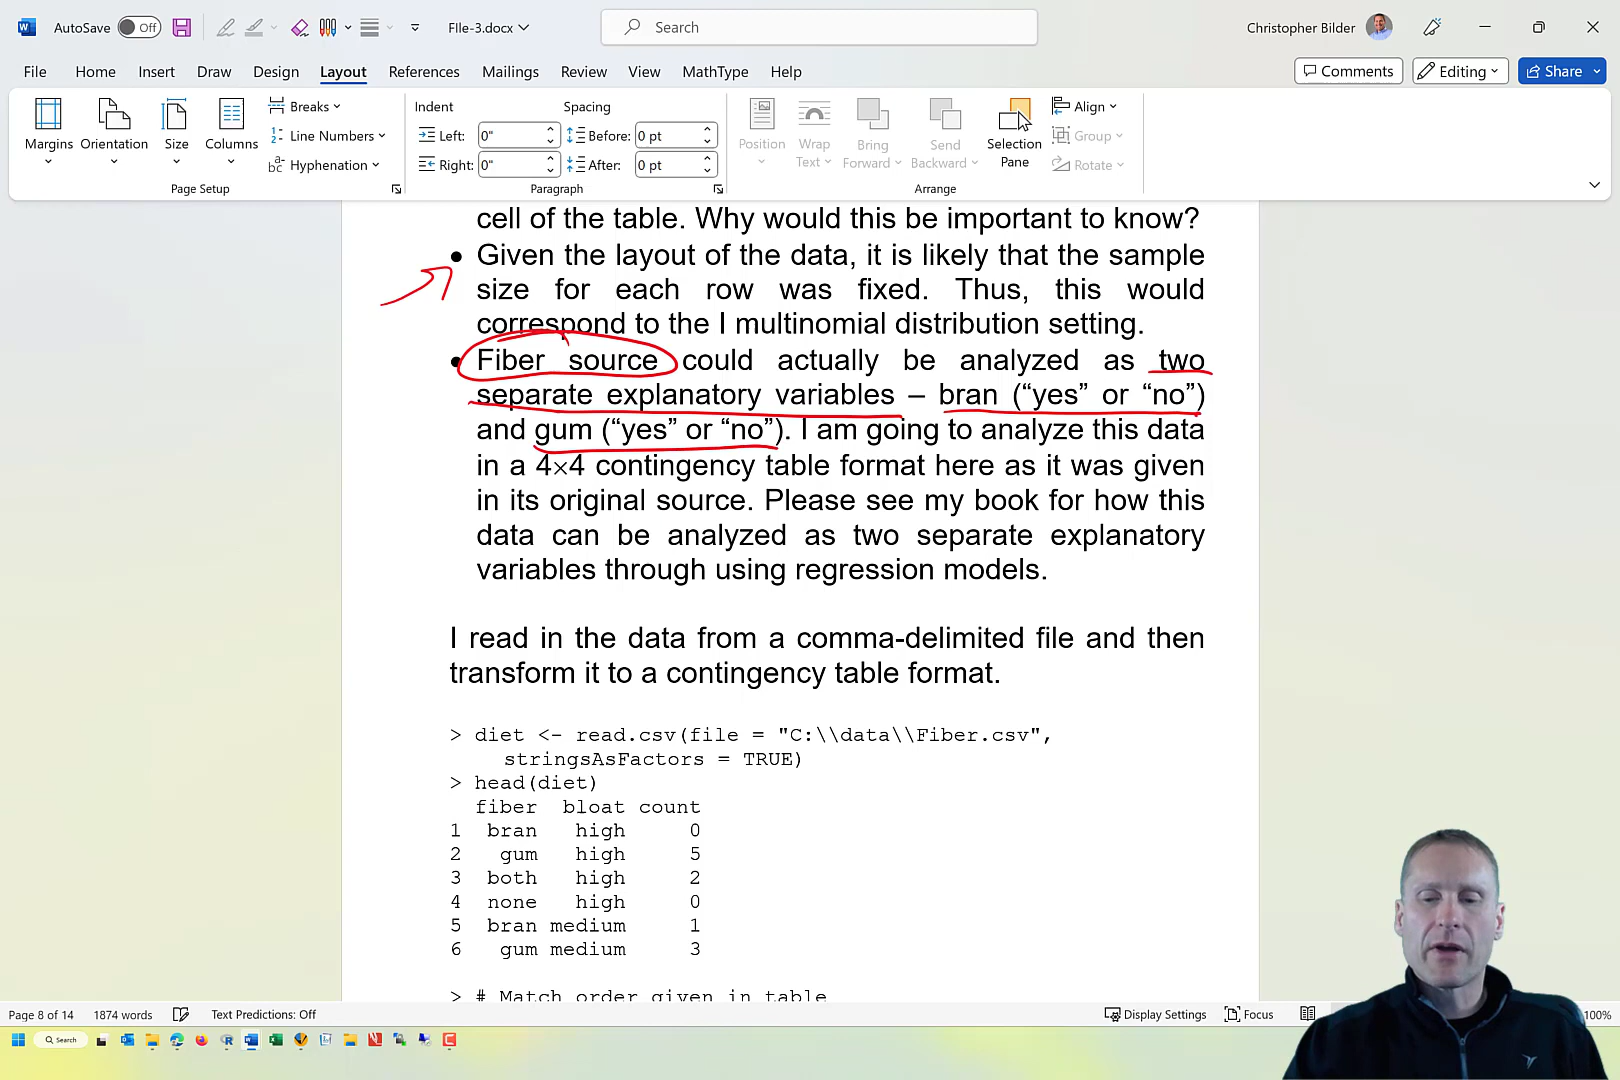 AutoSave Off FIle-3.docx Search Christopher Bilder
File Home Insert Draw Design Layout References Mailings Review View MathType Help Comments Editing Share
Margins Orientation Size Columns
Breaks
Line Numbers
Hyphenation
Page Setup
Indent Spacing
Left: 0" Before: 0 pt
Right: 0" After: 0 pt
Paragraph
Position Wrap Text Bring Forward Send Backward Selection Pane
Align
Group
Rotate
Arrange
cell of the table. Why would this be important to know?
• Given the layout of the data, it is likely that the sample
size for each row was fixed. Thus, this would
correspond to the I multinomial distribution setting.
• Fiber source could actually be analyzed as two
separate explanatory variables – bran (“yes” or “no”)
and gum (“yes” or “no”). I am going to analyze this data
in a 4×4 contingency table format here as it was given
in its original source. Please see my book for how this
data can be analyzed as two separate explanatory
variables through using regression models.
I read in the data from a comma-delimited file and then
transform it to a contingency table format.
> diet <- read.csv(file = "C:\\data\\Fiber.csv",
stringsAsFactors = TRUE)
> head(diet)
fiber bloat count
1 bran high 0
2 gum high 5
3 both high 2
4 none high 0
5 bran medium 1
6 gum medium 3
> # Match order given in table
Page 8 of 14 1874 words Text Predictions: Off Display Settings Focus 100%
Search